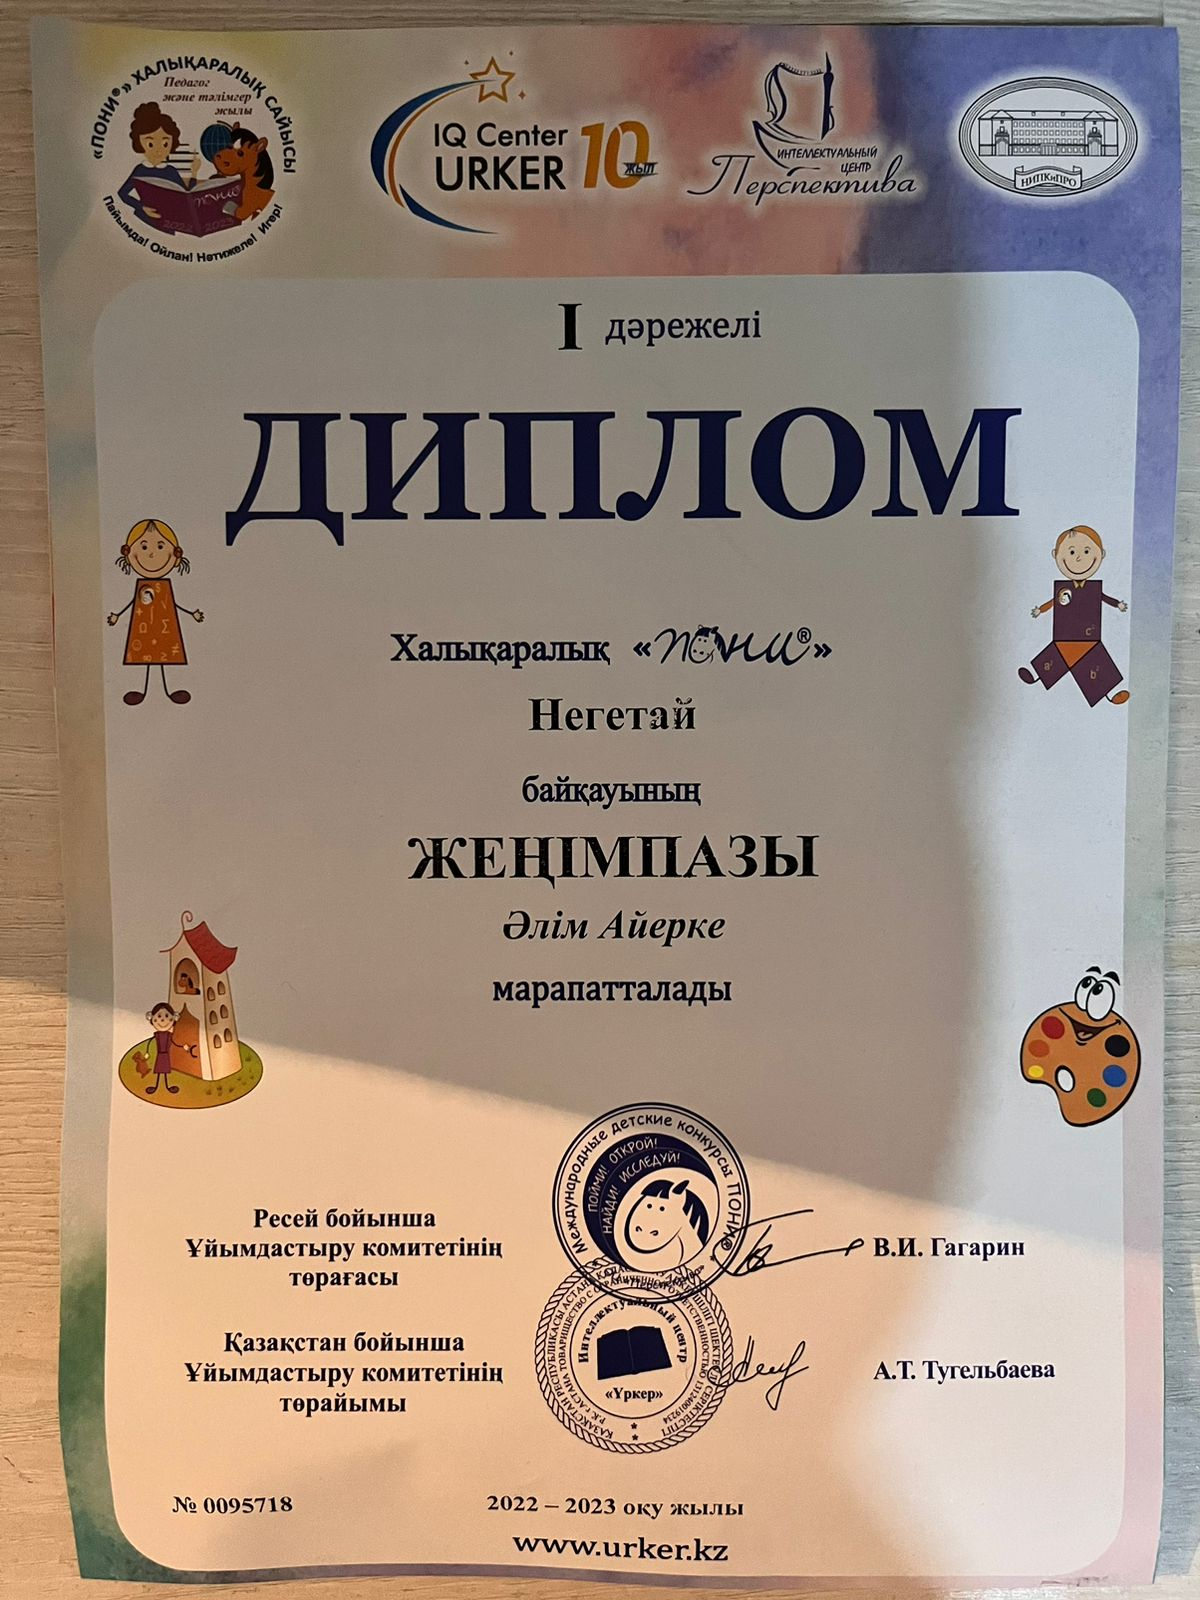 «ПОНИ®» ХАЛЫҚАРАЛЫҚ САЙЫСЫ
Педагог
және тәлімгер
жылы
ПОНИ
2022 2023
Пайымда! Ойлан! Нәтижеле! Игер!
IQ Center
URKER
10
жыл
ИНТЕЛЛЕКТУАЛЬНЫЙ
ЦЕНТР
Перспектива
НИПКиПРО
I дәрежелі
ДИПЛОМ
Халықаралық «ПОНИ®»
Негетай
байқауының
ЖЕҢІМПАЗЫ
Әлім Айерке
марапатталады
Международные детские конкурсы ПОНИ®
ПОЙМИ! ОТКРОЙ!
НАЙДИ! ИССЛЕДУЙ!
Ресей бойынша
Ұйымдастыру комитетінің
төрағасы
В.И. Гагарин
Интеллектуальный центр
«Үркер»
Қазақстан бойынша
Ұйымдастыру комитетінің
төрайымы
А.Т. Тугельбаева
№ 0095718
2022 – 2023 оқу жылы
www.urker.kz